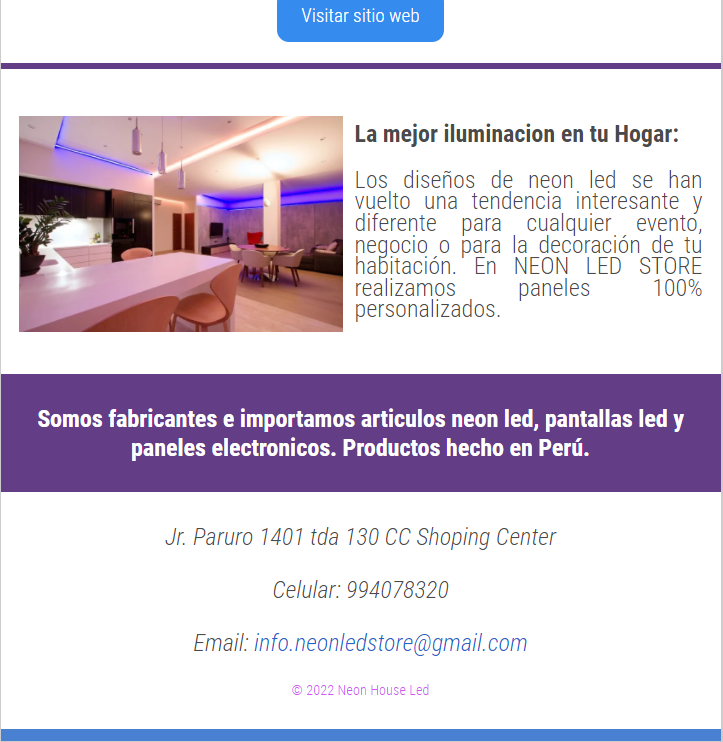 Visitar sitio web
La mejor iluminacion en tu Hogar:
Los diseños de neon led se han
vuelto una tendencia interesante y
diferente para cualquier evento,
negocio o para la decoración de tu
habitación. En NEON LED STORE
realizamos paneles 100%
personalizados.
Somos fabricantes e importamos articulos neon led, pantallas led y
paneles electronicos. Productos hecho en Perú.
Jr. Paruro 1401 tda 130 CC Shoping Center
Celular: 994078320
Email: info.neonledstore@gmail.com
© 2022 Neon House Led